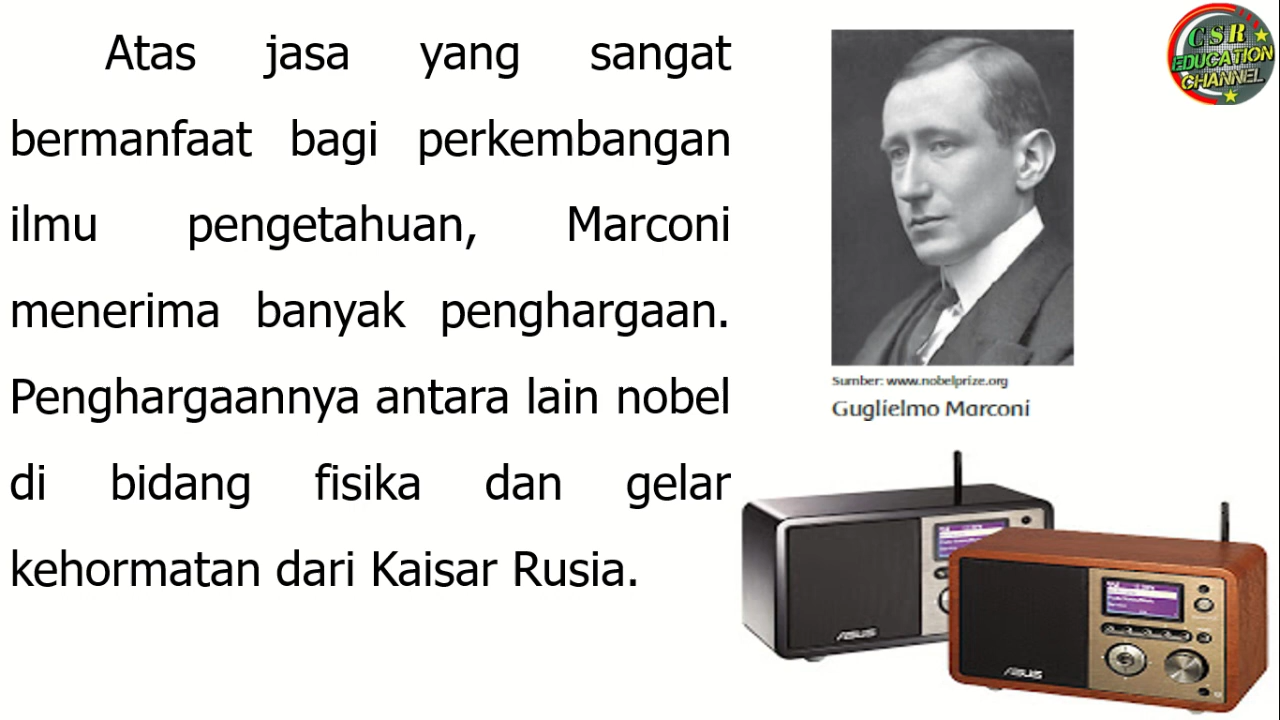 Atas jasa yang sangat
bermanfaat bagi perkembangan
ilmu pengetahuan, Marconi
menerima banyak penghargaan.
Penghargaannya antara lain nobel
di bidang fisika dan gelar
kehormatan dari Kaisar Rusia.
CSR
EDUCATION
CHANNEL
Sumber: www.nobelprize.org
Guglielmo Marconi
ASUS
ASUS